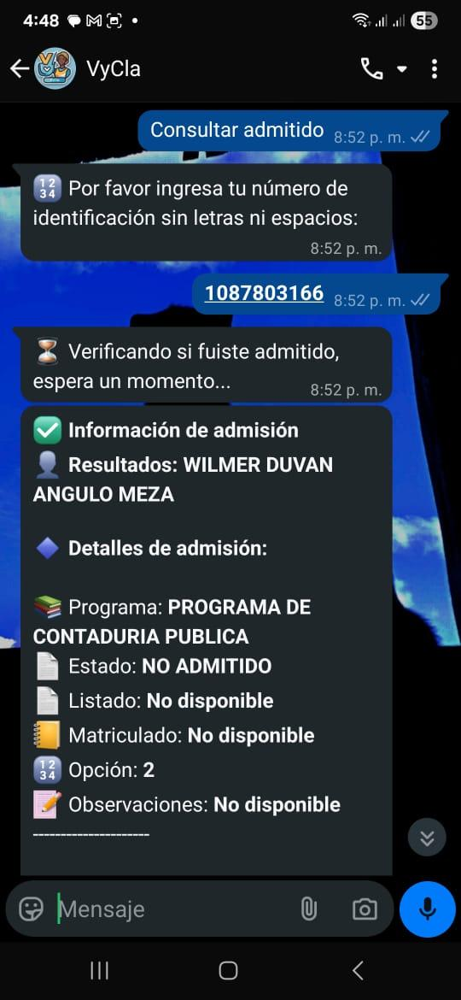 4:48
55
VyCla
Consultar admitido 8:52 p. m.
Por favor ingresa tu número de
identificación sin letras ni espacios:
8:52 p. m.
1087803166 8:52 p. m.
Verificando si fuiste admitido,
espera un momento... 8:52 p. m.
Información de admisión
Resultados: WILMER DUVAN
ANGULO MEZA
Detalles de admisión:
Programa: PROGRAMA DE
CONTADURIA PUBLICA
Estado: NO ADMITIDO
Listado: No disponible
Matriculado: No disponible
Opción: 2
Observaciones: No disponible
---------------------
Mensaje